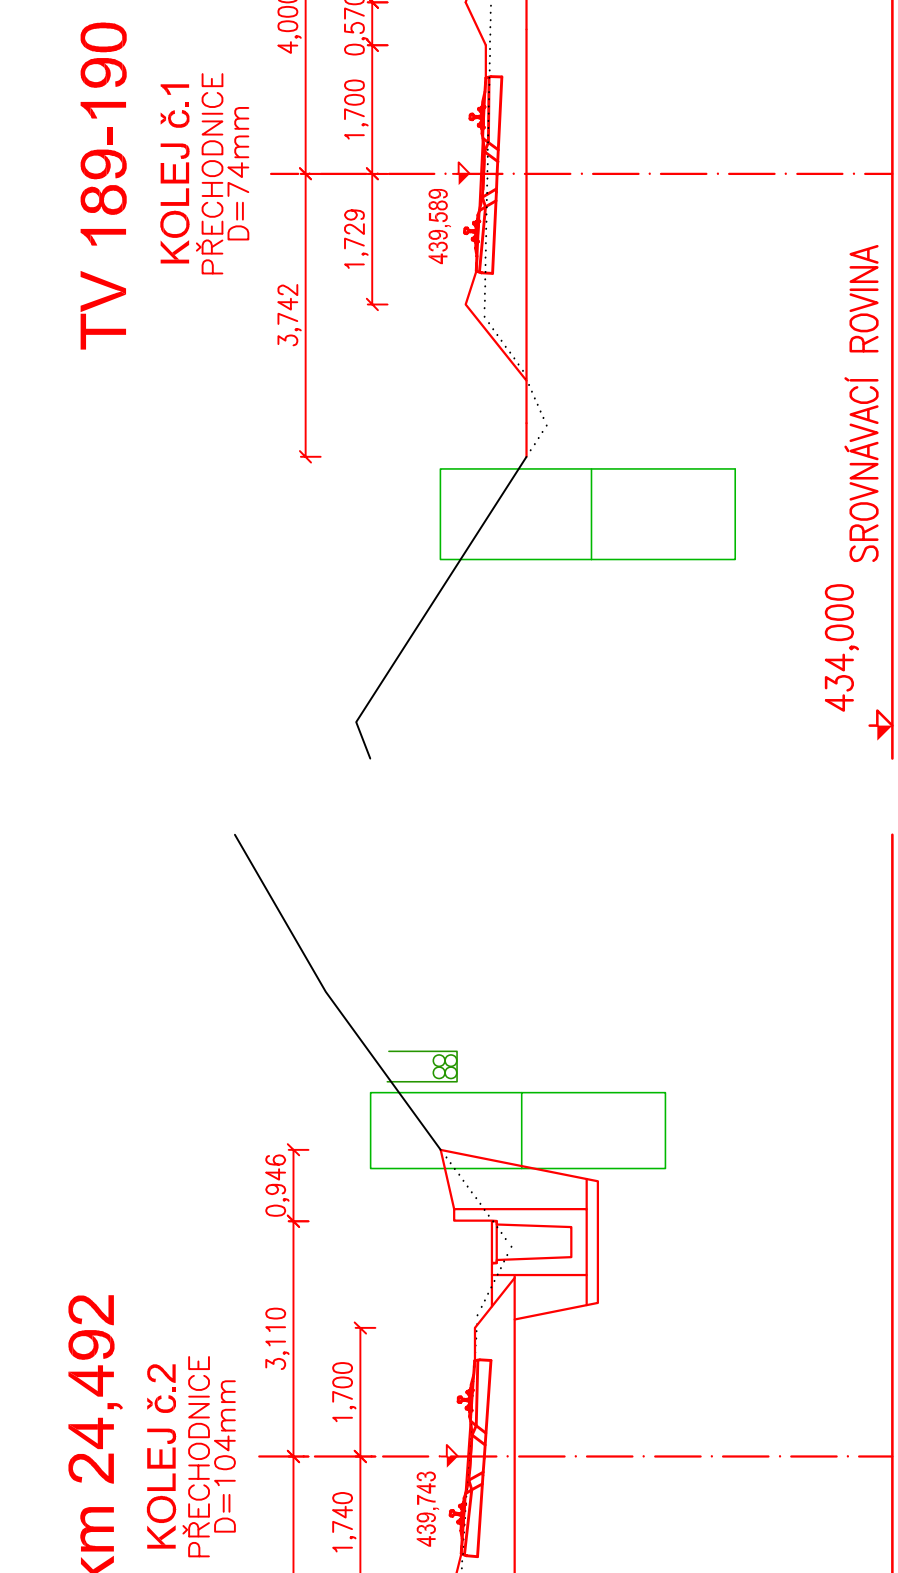 TV 189-190
KOLEJ č.1
PŘECHODNICE
D=74mm
4,000
3,742
0,570
1,700
1,729
439,589
SROVNÁVACÍ ROVINA
434,000
km 24,492
KOLEJ č.2
PŘECHODNICE
D=104mm
0,946
3,110
1,700
1,740
439,743